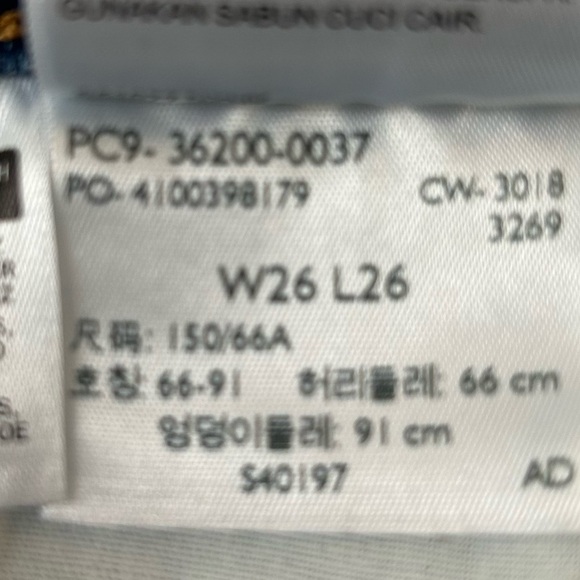 GUNAKAN SABUN CUCI CAIR
PC9- 36200-0037
PO- 4100398179
CW- 3018
3269
W26 L26
尺码: 150/66A
호칭: 66-91 허리둘레: 66 cm
엉덩이둘레: 91 cm
S40197
AD